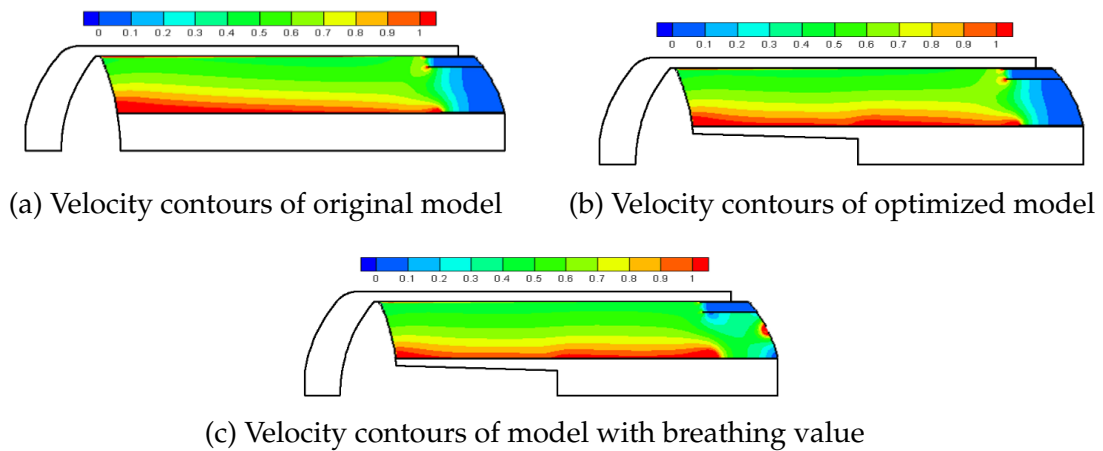 0 0.1 0.2 0.3 0.4 0.5 0.6 0.7 0.8 0.9 1
0 0.1 0.2 0.3 0.4 0.5 0.6 0.7 0.8 0.9 1
(a) Velocity contours of original model
(b) Velocity contours of optimized model
0 0.1 0.2 0.3 0.4 0.5 0.6 0.7 0.8 0.9 1
(c) Velocity contours of model with breathing value